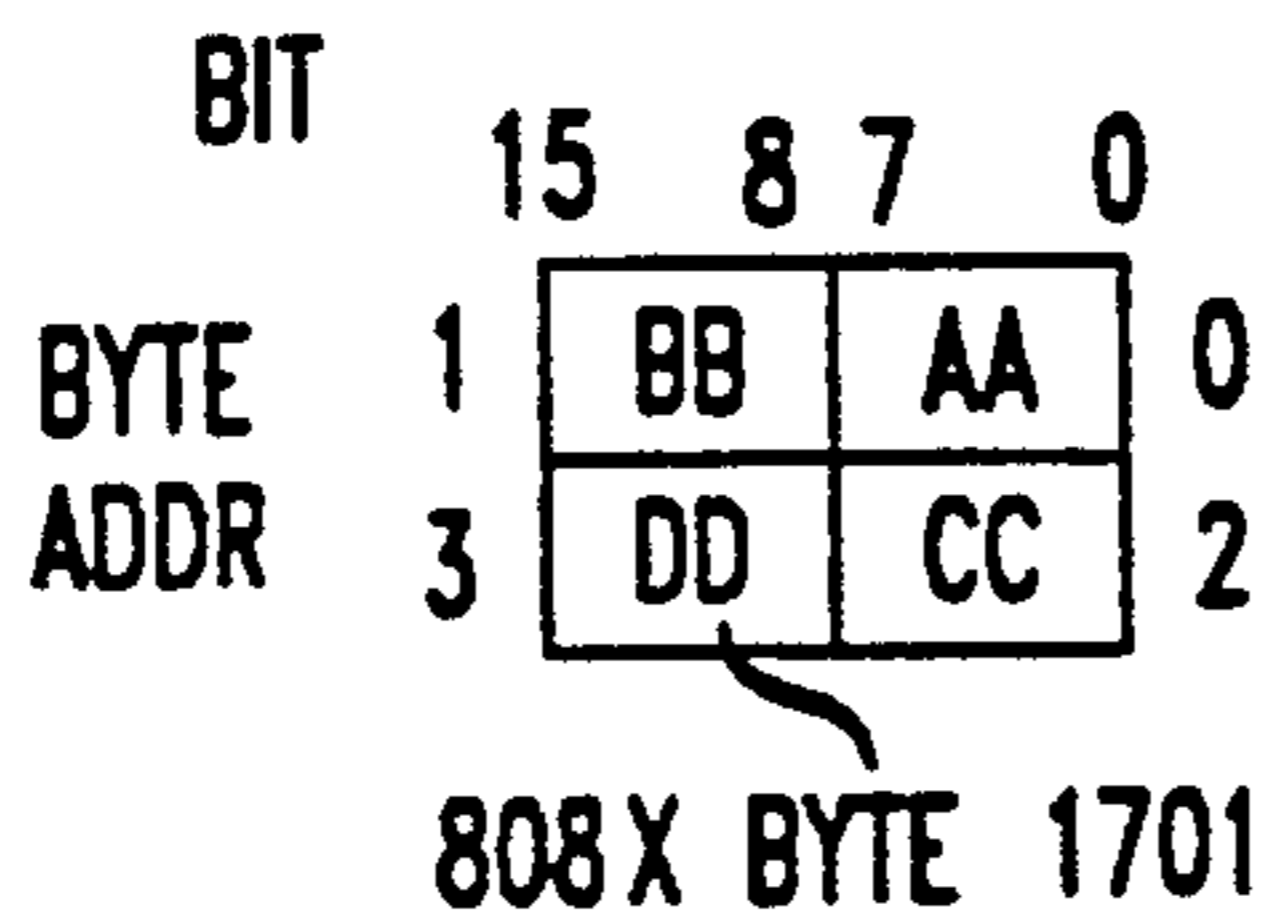 BIT
15 8 7 0
BYTE 1 BB AA 0
ADDR 3 DD CC 2
808X BYTE 1701